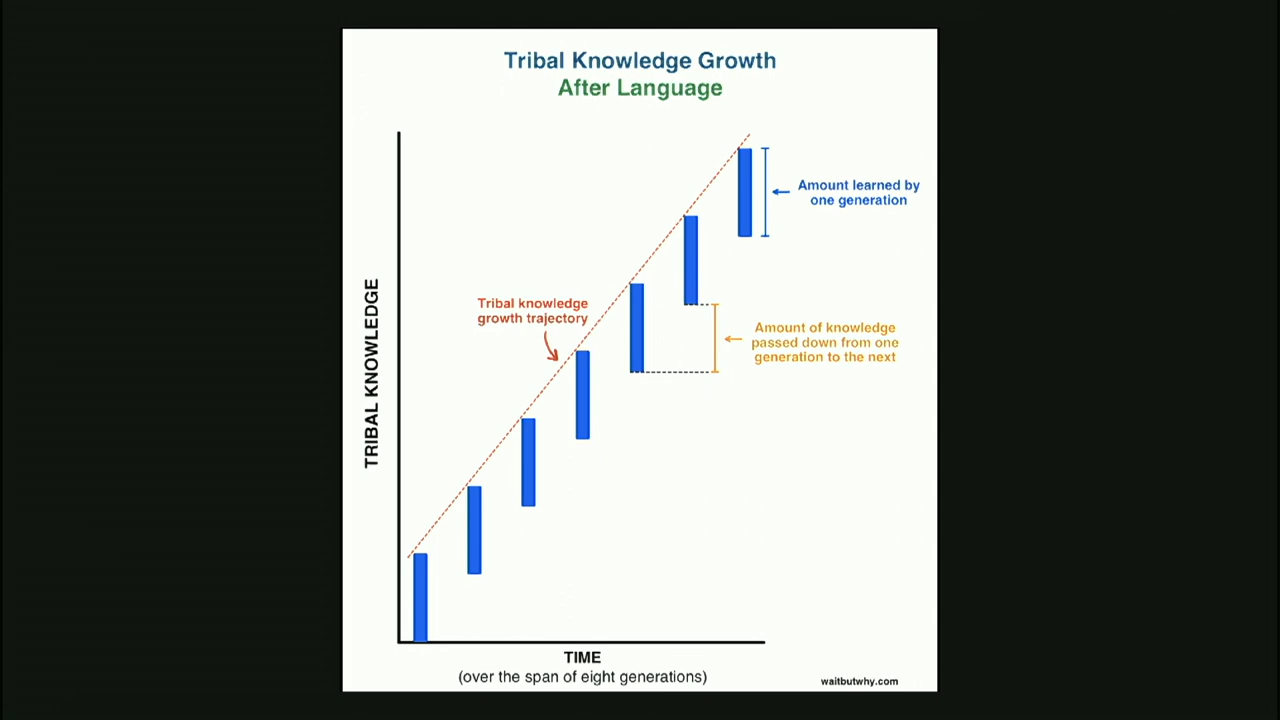 Tribal Knowledge Growth
After Language
Amount learned by
one generation
Tribal knowledge
growth trajectory
Amount of knowledge
passed down from one
generation to the next
TRIBAL KNOWLEDGE
TIME
(over the span of eight generations)
waitbutwhy.com